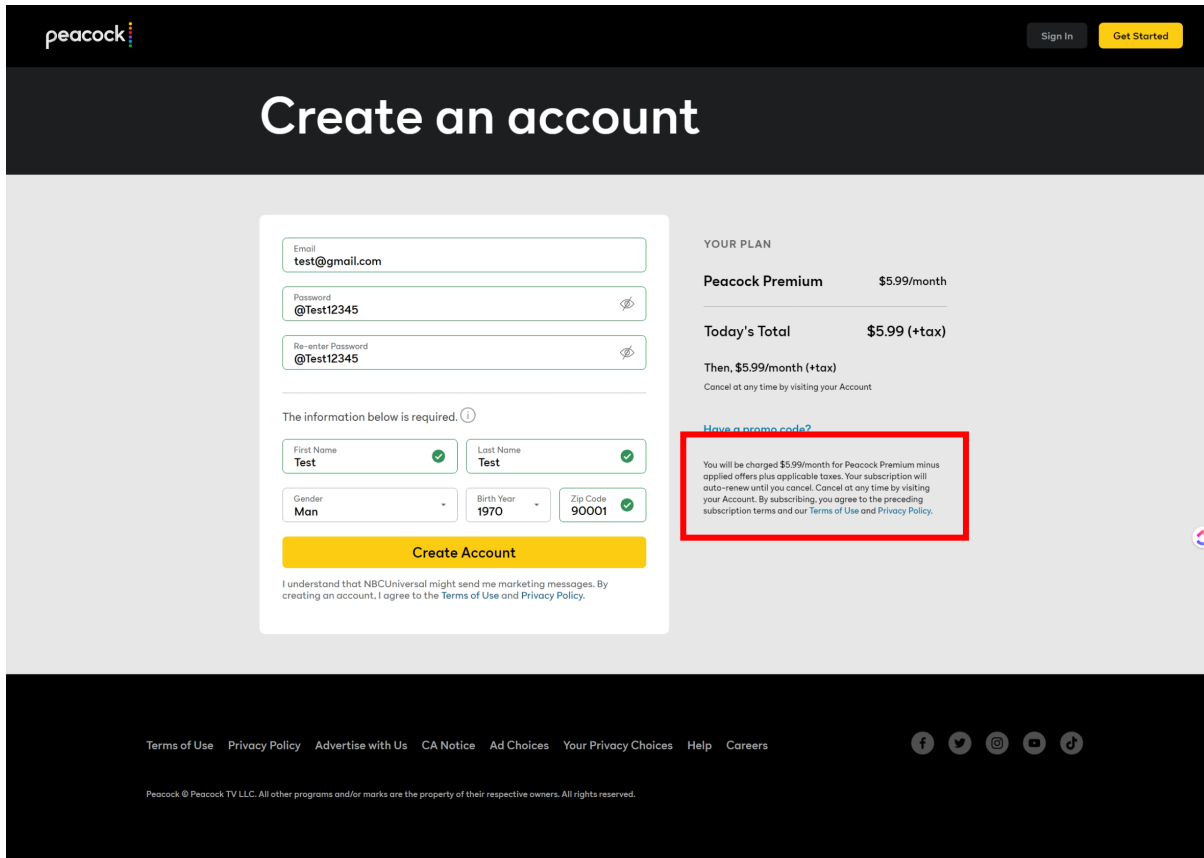 peacock
Sign In
Get Started
Create an account
Email
test@gmail.com
Password
@Test12345
Re-enter Password
@Test12345
The information below is required.
First Name
Test
Last Name
Test
Gender
Man
Birth Year
1970
Zip Code
90001
Create Account
I understand that NBCUniversal might send me marketing messages. By
creating an account, I agree to the Terms of Use and Privacy Policy.
YOUR PLAN
Peacock Premium $5.99/month
Today's Total $5.99 (+tax)
Then, $5.99/month (+tax)
Cancel at any time by visiting your Account
Have a promo code?
You will be charged $5.99/month for Peacock Premium minus
applied offers plus applicable taxes. Your subscription will
auto-renew until you cancel. Cancel at any time by visiting
your Account. By subscribing, you agree to the preceding
subscription terms and our Terms of Use and Privacy Policy.
Terms of Use Privacy Policy Advertise with Us CA Notice Ad Choices Your Privacy Choices Help Careers
Peacock © Peacock TV LLC. All other programs and/or marks are the property of their respective owners. All rights reserved.